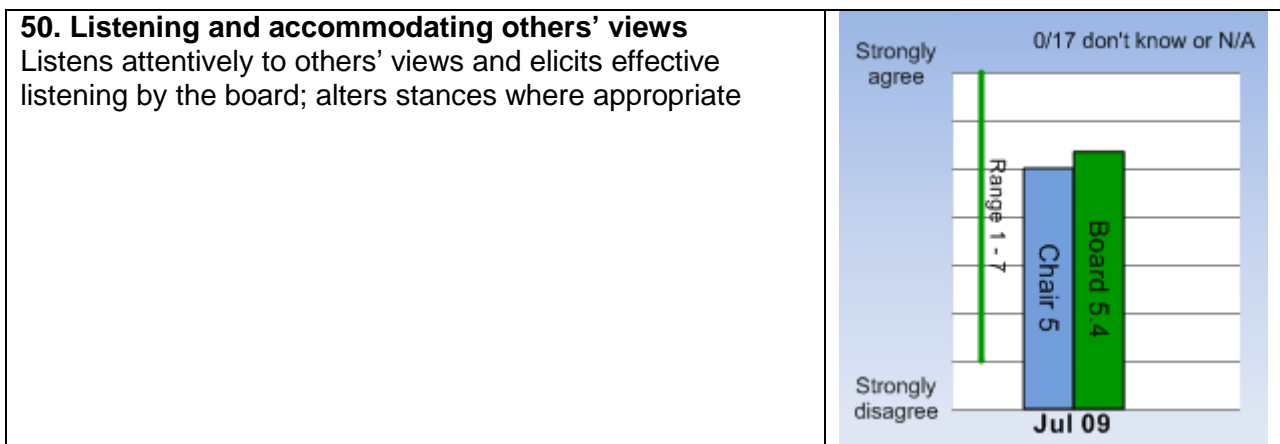 50. Listening and accommodating others’ views
Listens attentively to others’ views and elicits effective
listening by the board; alters stances where appropriate
0/17 don't know or N/A
Strongly
agree
Range 1 - 7
Chair 5
Board 5.4
Strongly
disagree
Jul 09